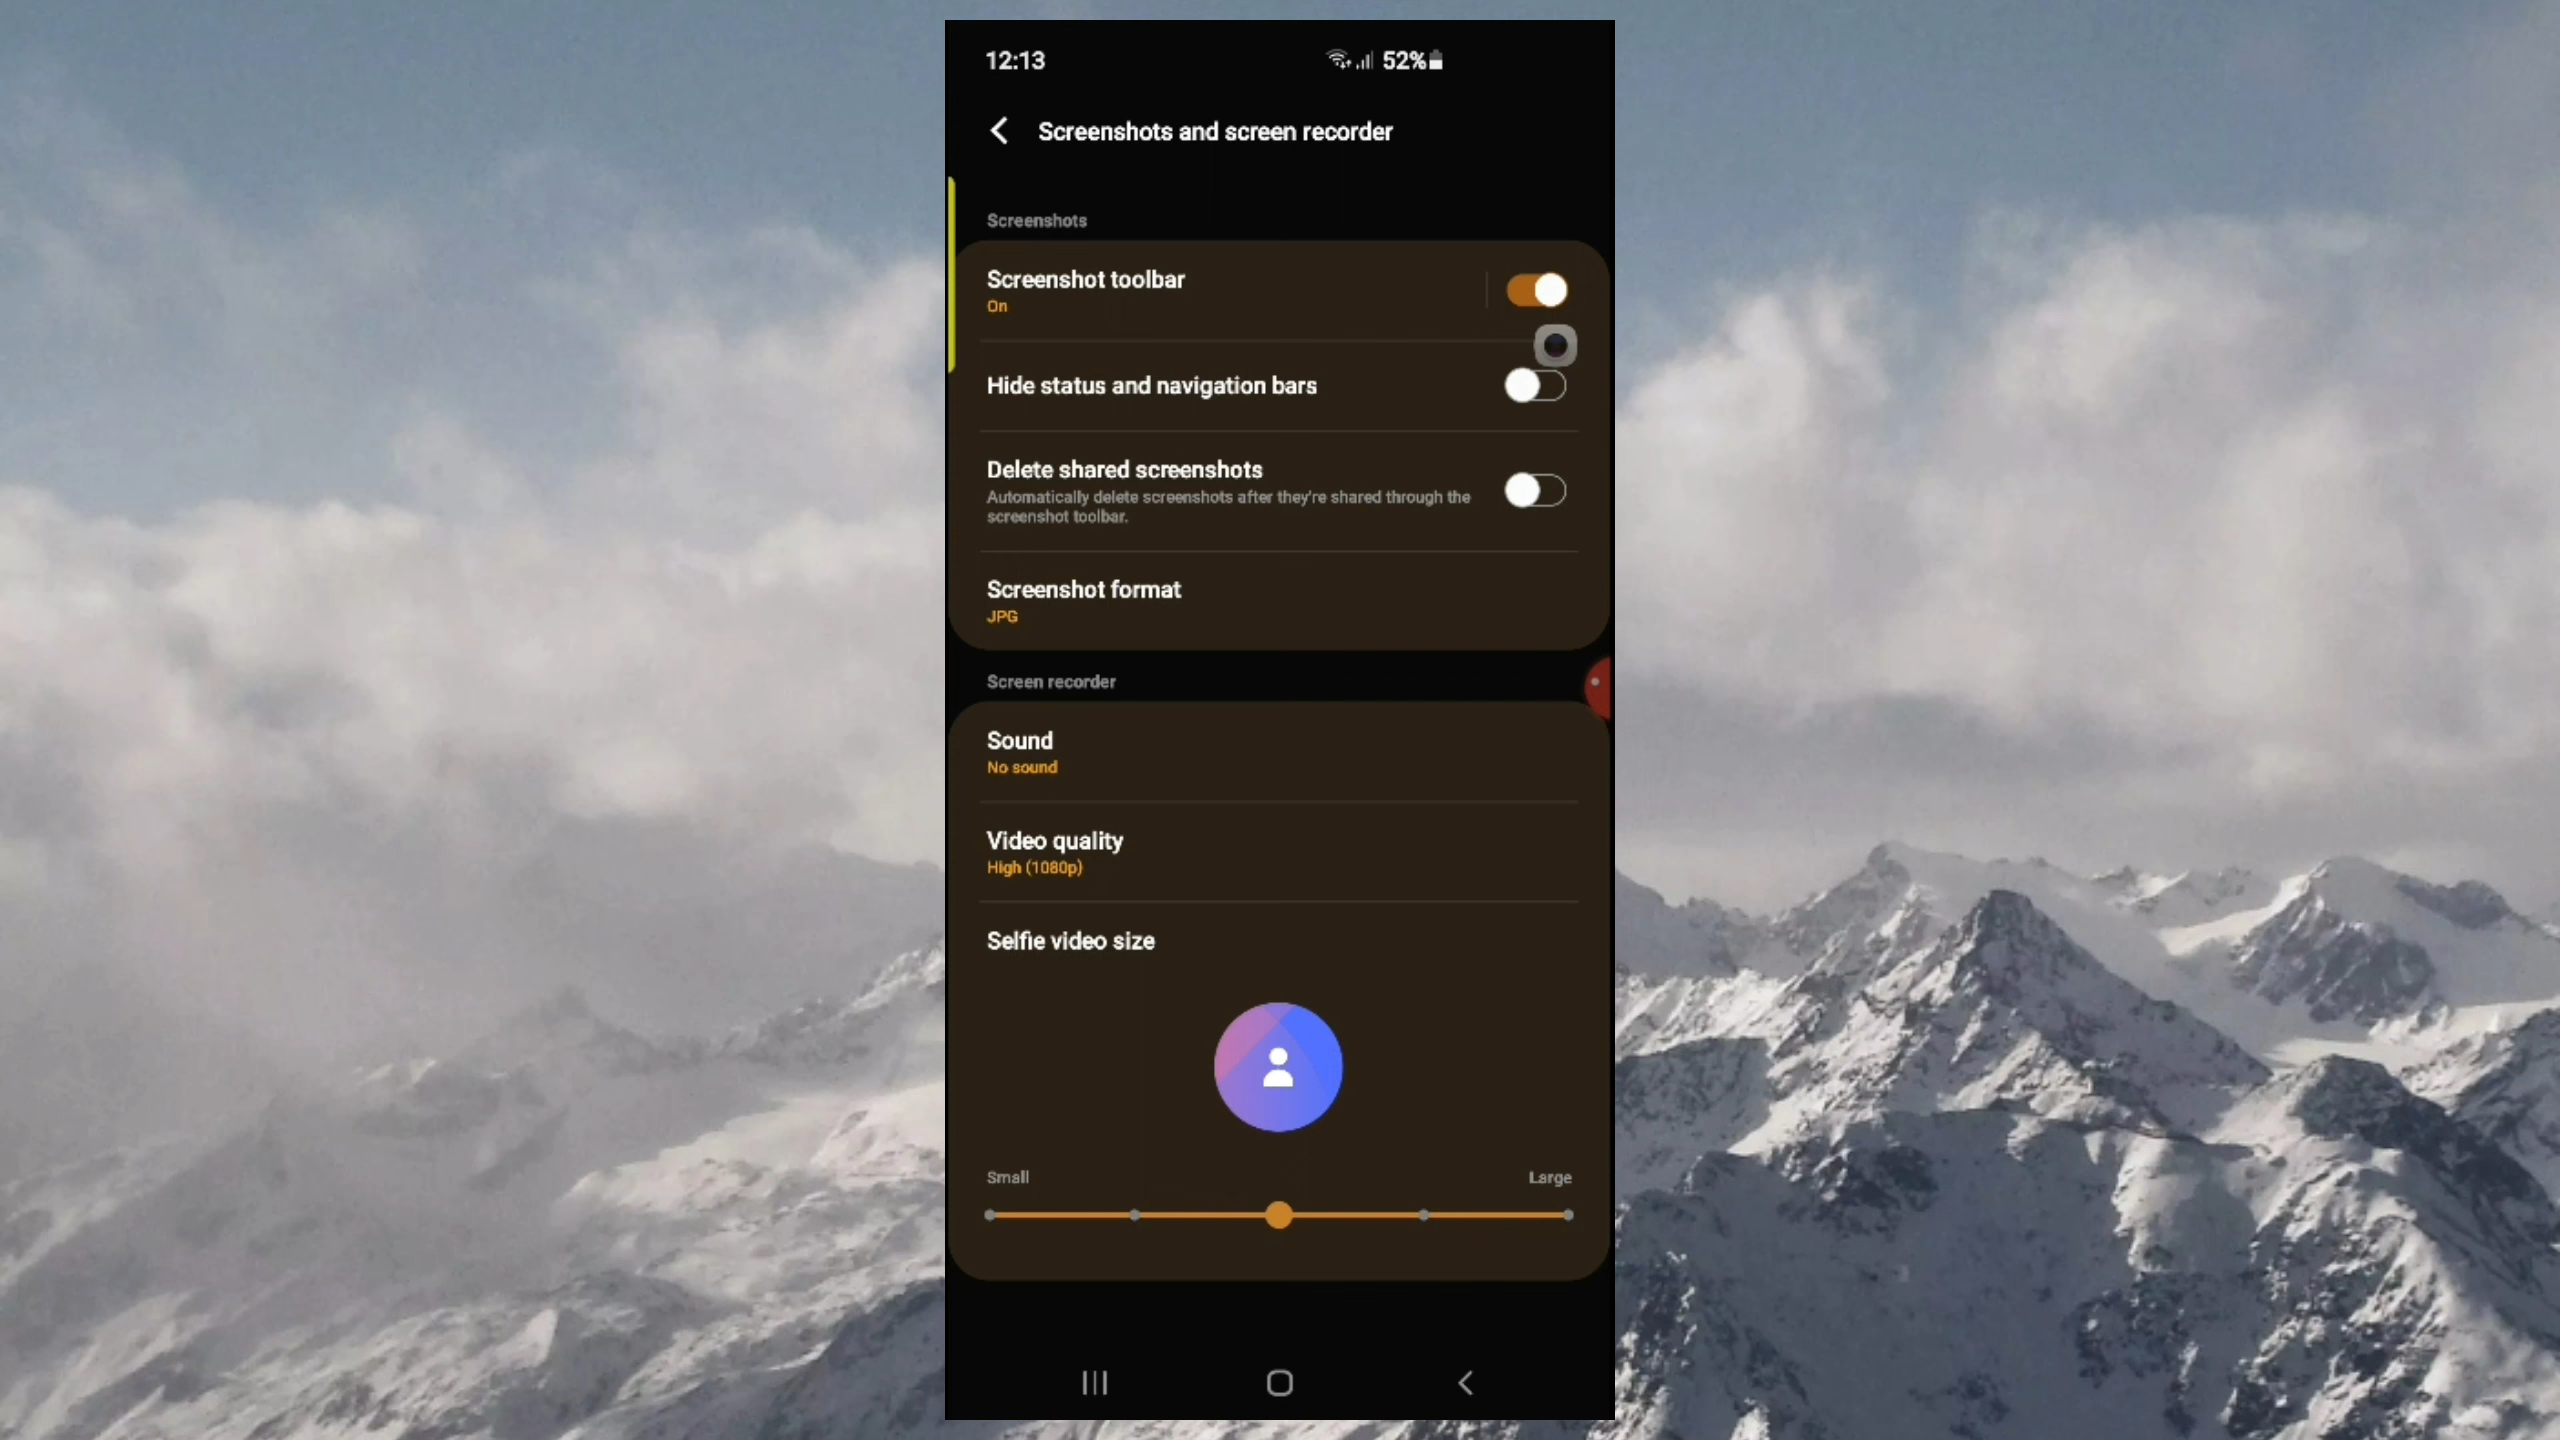 12:13
52%
Screenshots and screen recorder
Screenshots
Screenshot toolbar
On
Hide status and navigation bars
Delete shared screenshots
Automatically delete screenshots after they're shared through the
screenshot toolbar.
Screenshot format
JPG
Screen recorder
Sound
No sound
Video quality
High (1080p)
Selfie video size
Small
Large